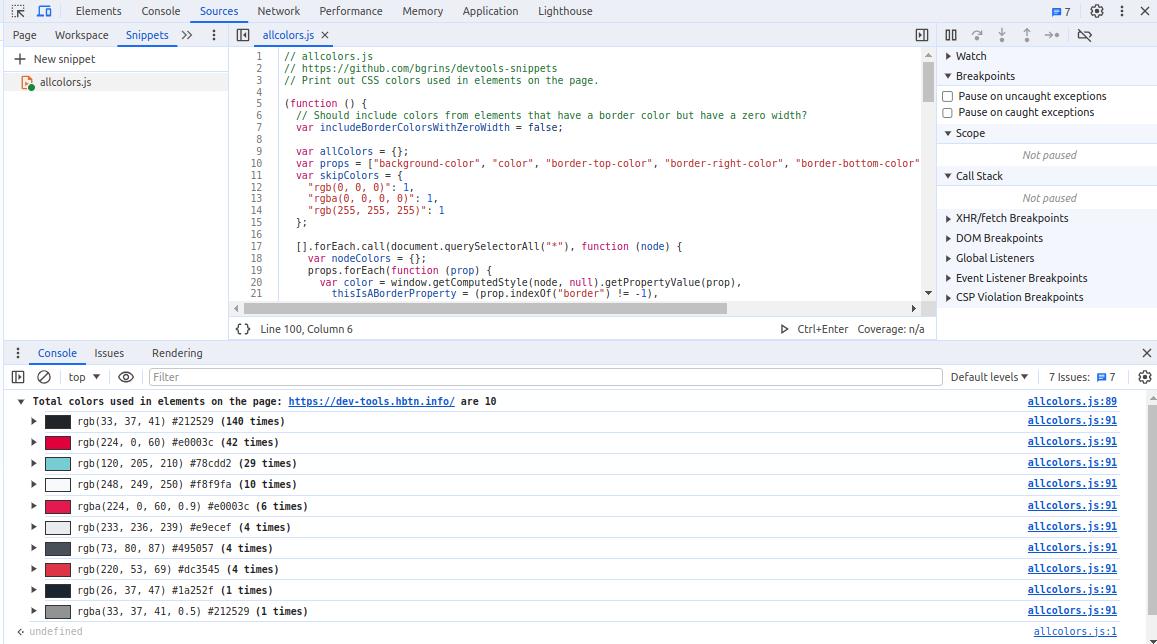 Elements Console Sources Network Performance Memory Application Lighthouse 7
Page Workspace Snippets
allcolors.js
New snippet
allcolors.js
1 // allcolors.js
2 // https://github.com/bgrins/devtools-snippets
3 // Print out CSS colors used in elements on the page.
4
5 (function () {
6 // Should include colors from elements that have a border color but have a zero width?
7 var includeBorderColorsWithZeroWidth = false;
8
9 var allColors = {};
10 var props = ["background-color", "color", "border-top-color", "border-right-color", "border-bottom-color"
11 var skipColors = {
12 "rgb(0, 0, 0)": 1,
13 "rgba(0, 0, 0, 0)": 1,
14 "rgb(255, 255, 255)": 1
15 };
16
17 [].forEach.call(document.querySelectorAll("*"), function (node) {
18 var nodeColors = {};
19 props.forEach(function (prop) {
20 var color = window.getComputedStyle(node, null).getPropertyValue(prop),
21 thisIsABorderProperty = (prop.indexOf("border") != -1),
{} Line 100, Column 6 Ctrl+Enter Coverage: n/a
Watch
Breakpoints
Pause on uncaught exceptions
Pause on caught exceptions
Scope
Not paused
Call Stack
Not paused
XHR/fetch Breakpoints
DOM Breakpoints
Global Listeners
Event Listener Breakpoints
CSP Violation Breakpoints
Console Issues Rendering
top Filter Default levels 7 Issues: 7
Total colors used in elements on the page: https://dev-tools.hbtn.info/ are 10 allcolors.js:89
rgb(33, 37, 41) #212529 (140 times) allcolors.js:91
rgb(224, 0, 60) #e0003c (42 times) allcolors.js:91
rgb(120, 205, 210) #78cdd2 (29 times) allcolors.js:91
rgb(248, 249, 250) #f8f9fa (10 times) allcolors.js:91
rgba(224, 0, 60, 0.9) #e0003c (6 times) allcolors.js:91
rgb(233, 236, 239) #e9ecef (4 times) allcolors.js:91
rgb(73, 80, 87) #495057 (4 times) allcolors.js:91
rgb(220, 53, 69) #dc3545 (4 times) allcolors.js:91
rgb(26, 37, 47) #1a252f (1 times) allcolors.js:91
rgba(33, 37, 41, 0.5) #212529 (1 times) allcolors.js:91
undefined allcolors.js:1